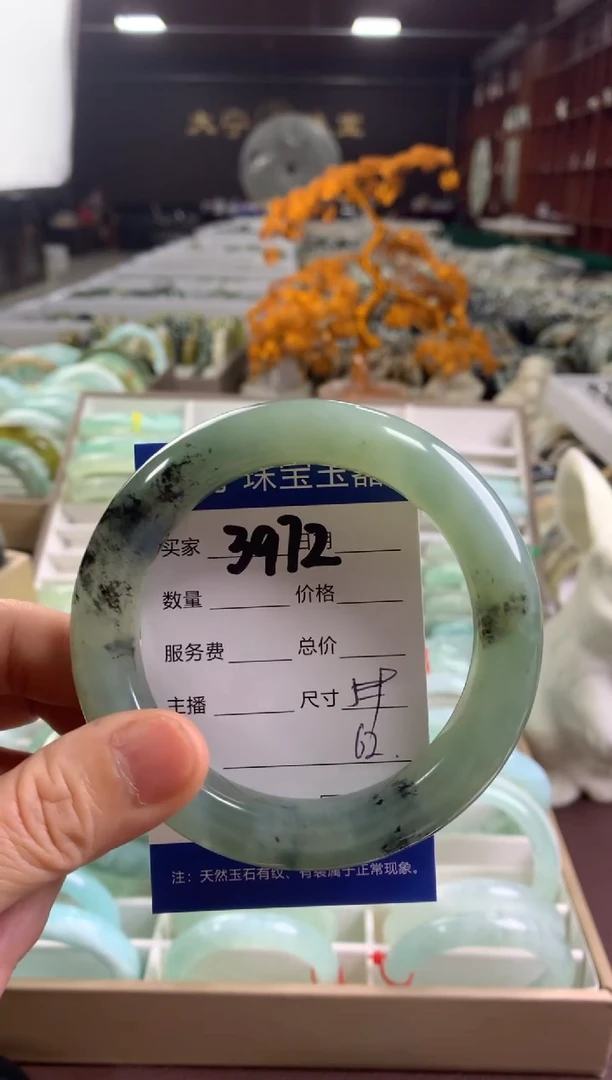 珠宝玉器
买家 3972 日期
数量 价格
服务费 总价
主播 尺寸
62.
注：天然玉石有纹、有裂属于正常现象。